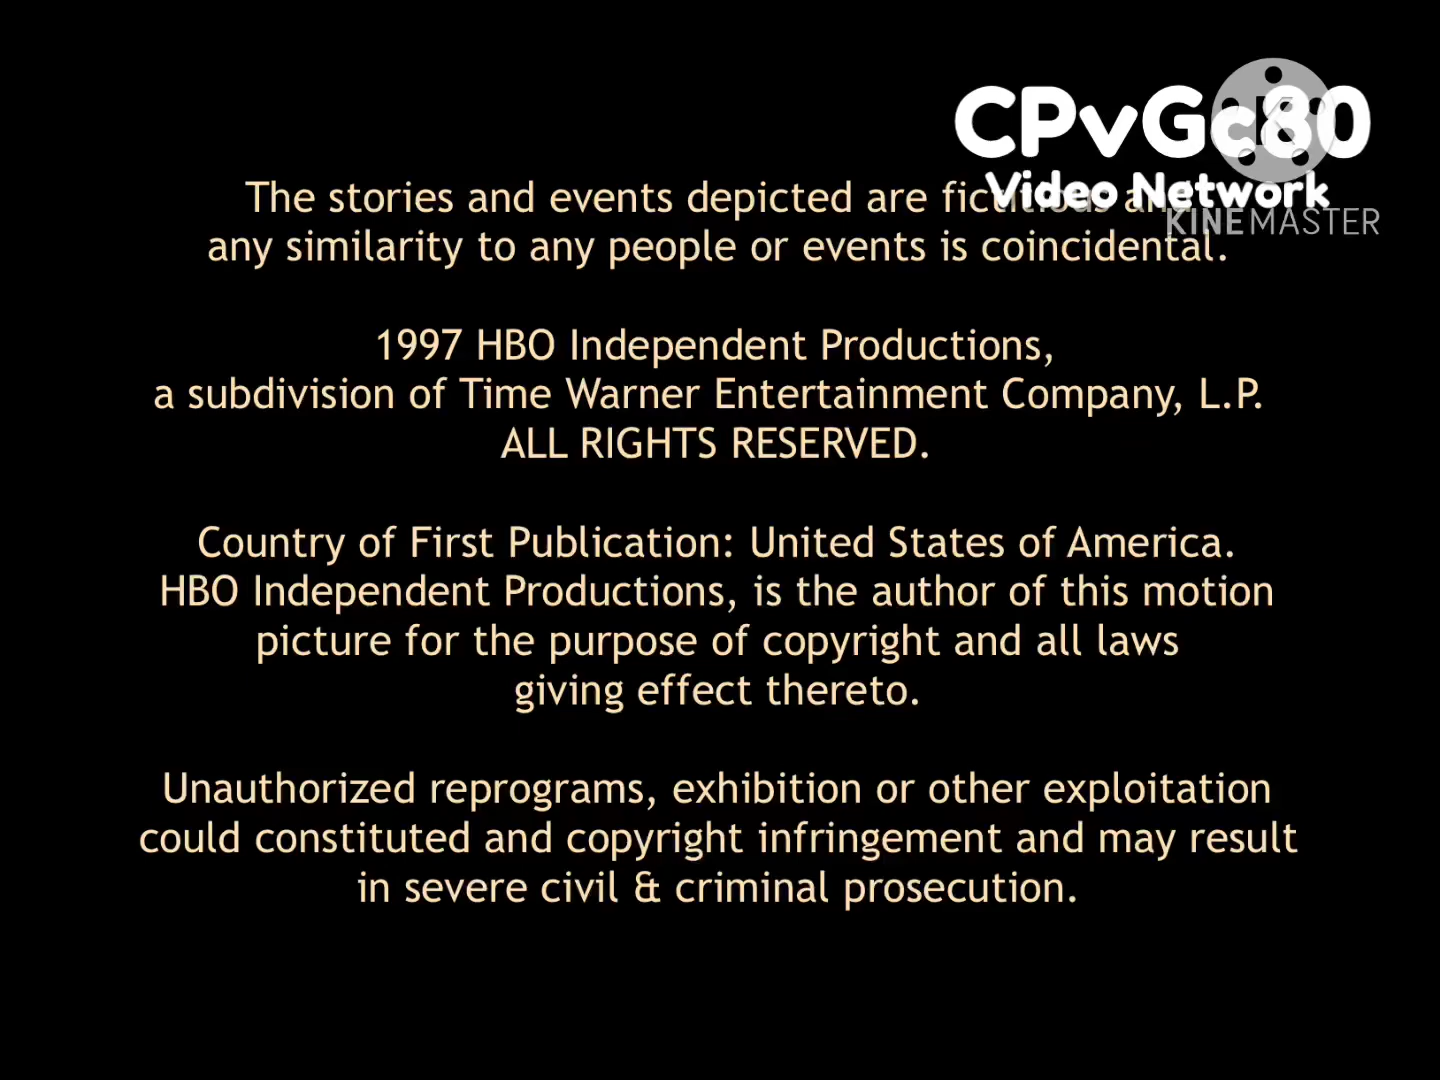 CPvGc80
Video Network
KINEMASTER
The stories and events depicted are fictitious and
any similarity to any people or events is coincidental.
1997 HBO Independent Productions,
a subdivision of Time Warner Entertainment Company, L.P.
ALL RIGHTS RESERVED.
Country of First Publication: United States of America.
HBO Independent Productions, is the author of this motion
picture for the purpose of copyright and all laws
giving effect thereto.
Unauthorized reprograms, exhibition or other exploitation
could constituted and copyright infringement and may result
in severe civil & criminal prosecution.